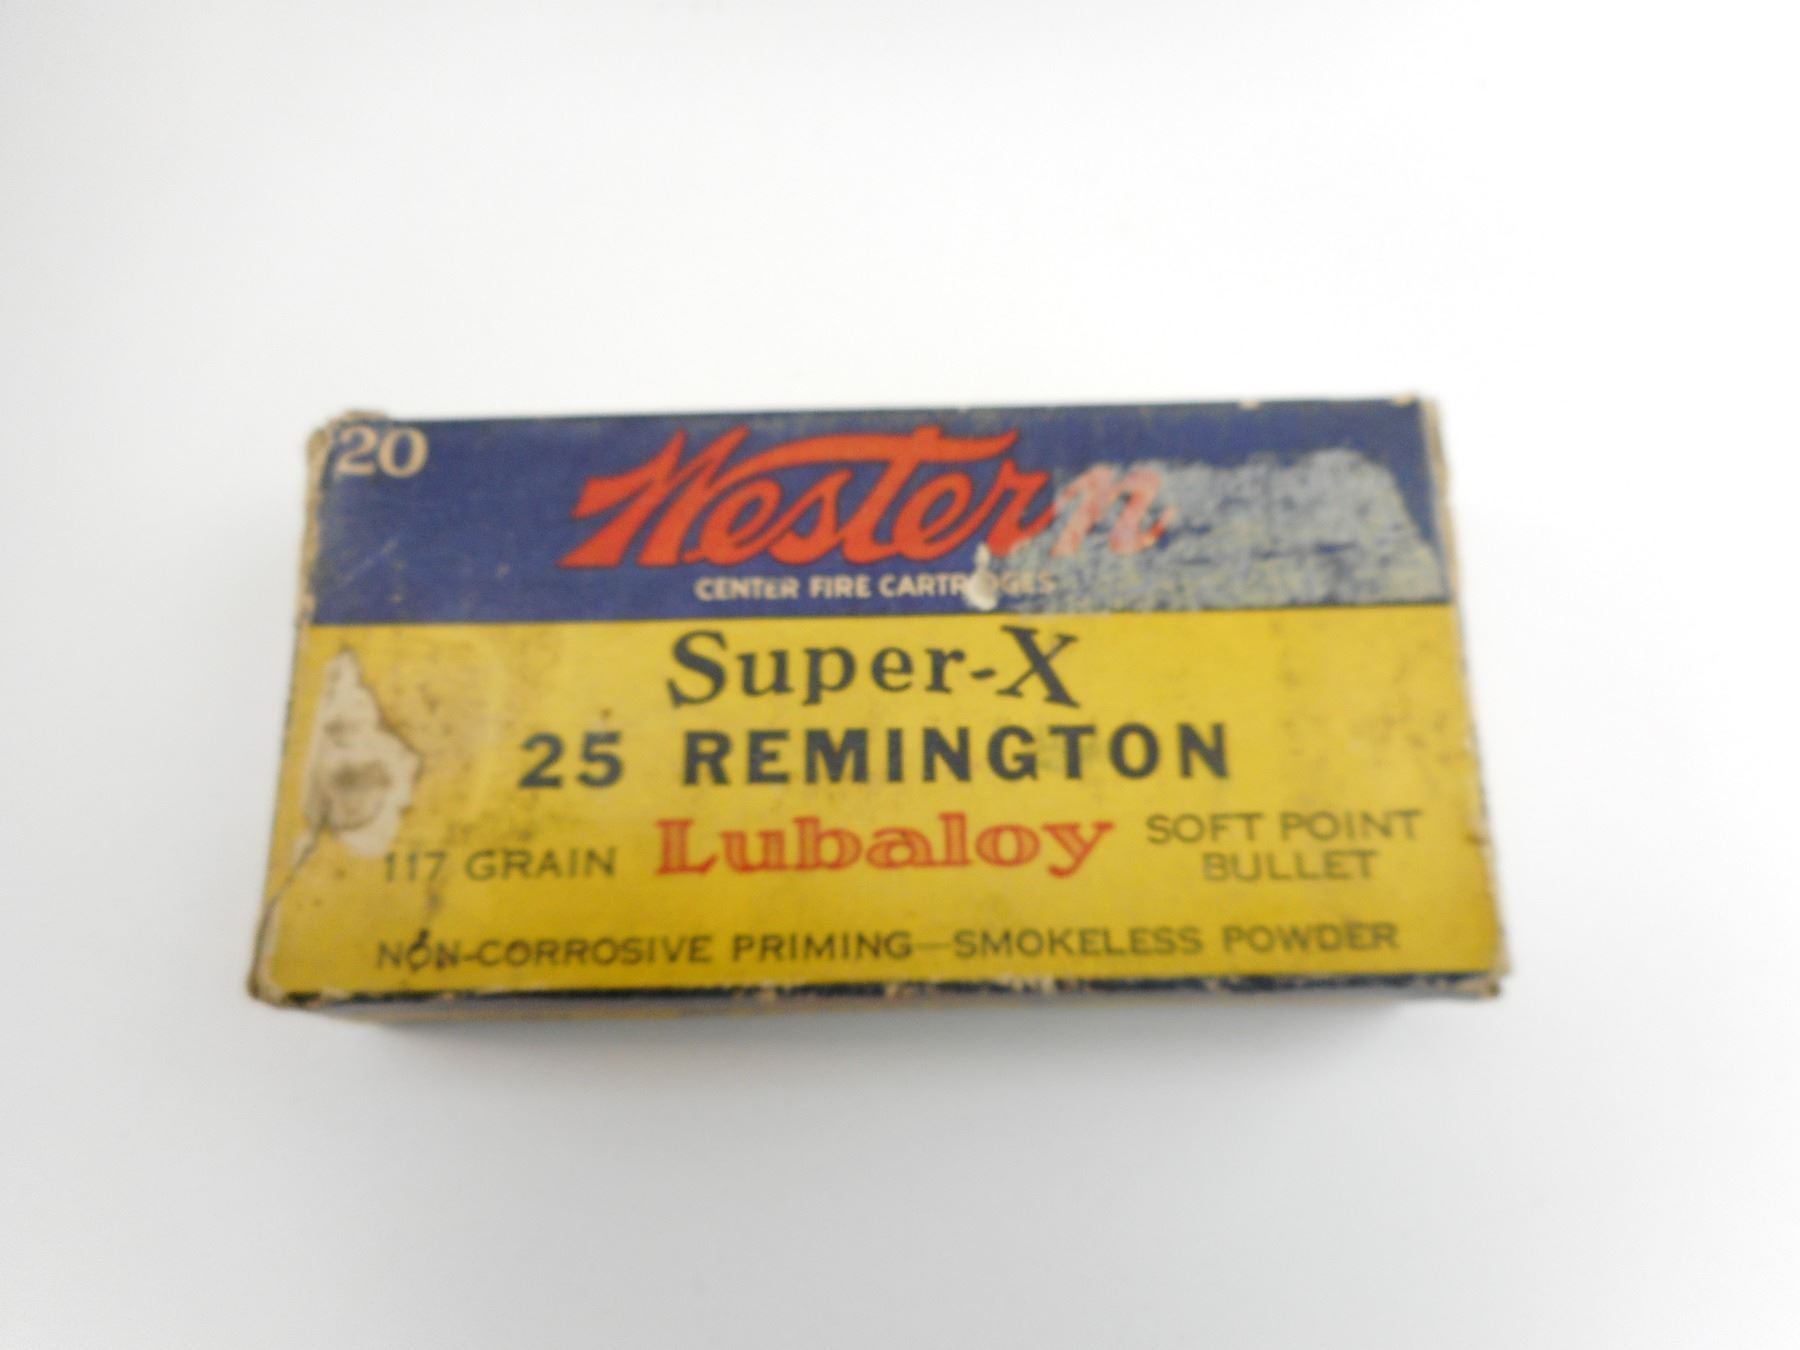 20
Western
CENTER FIRE CARTRIDGES
Super-X
25 REMINGTON
117 GRAIN Lubaloy SOFT POINT BULLET
NON-CORROSIVE PRIMING—SMOKELESS POWDER